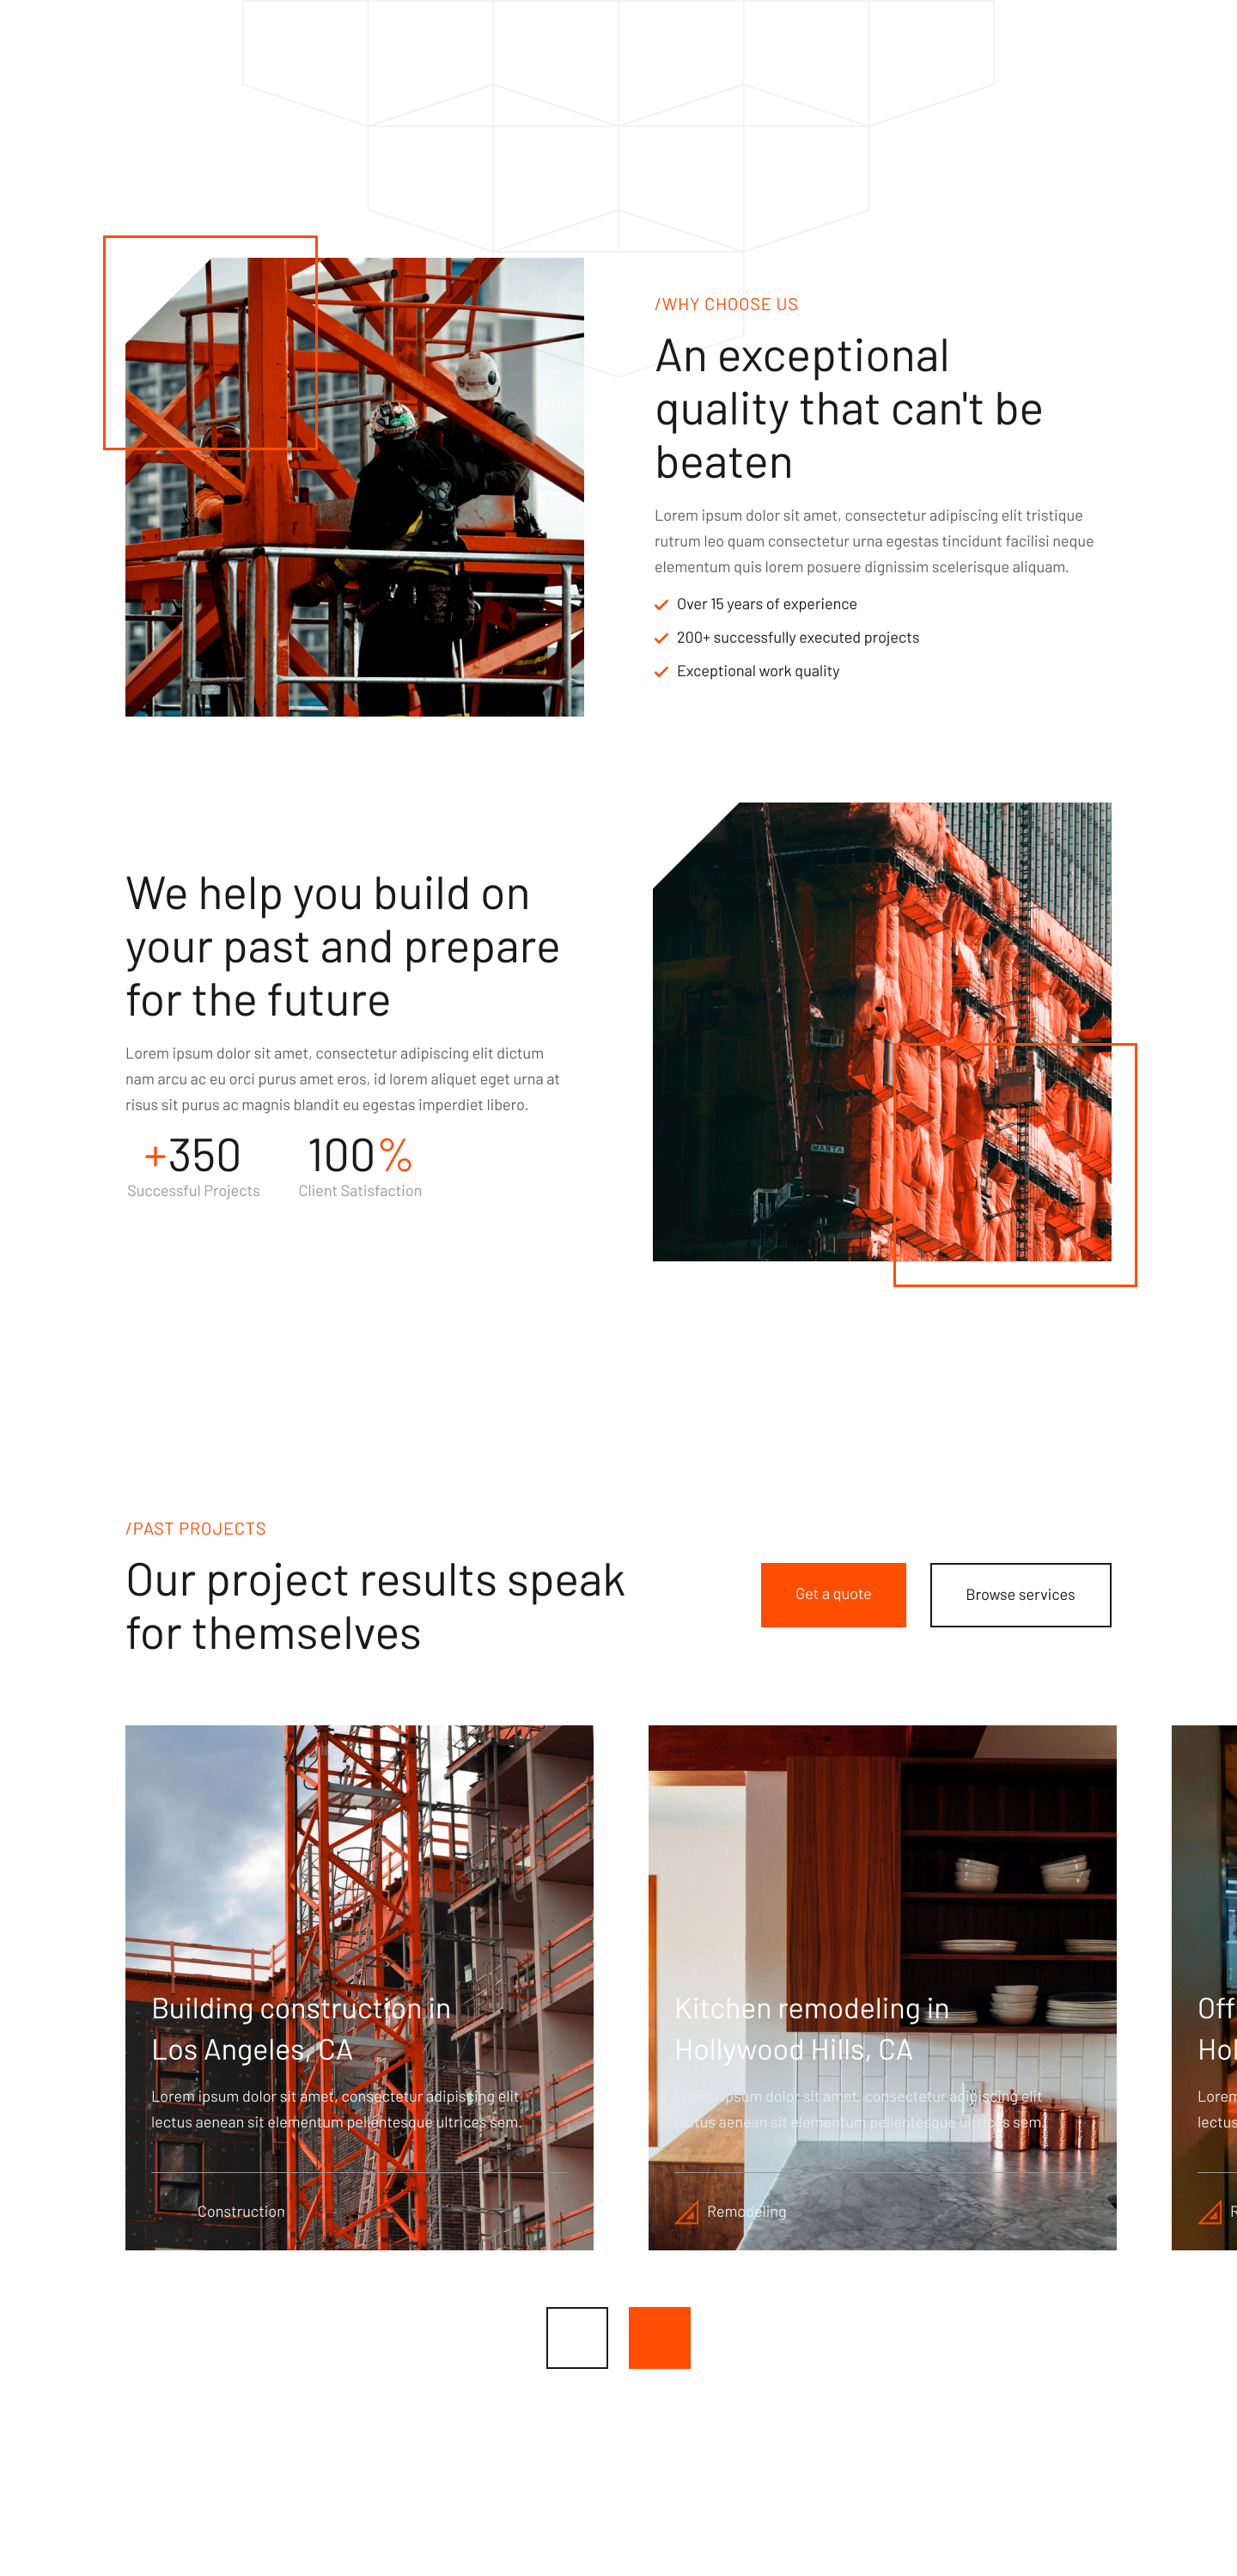 /WHY CHOOSE US
An exceptional
quality that can't be
beaten
Lorem ipsum dolor sit amet, consectetur adipiscing elit tristique
rutrum leo quam consectetur urna egestas tincidunt facilisi neque
elementum quis lorem posuere dignissim scelerisque aliquam.
Over 15 years of experience
200+ successfully executed projects
Exceptional work quality
We help you build on
your past and prepare
for the future
Lorem ipsum dolor sit amet, consectetur adipiscing elit dictum
nam arcu ac eu orci purus amet eros, id lorem aliquet eget urna at
risus sit purus ac magnis blandit eu egestas imperdiet libero.
+350
Successful Projects
100%
Client Satisfaction
WARTA
/PAST PROJECTS
Our project results speak
for themselves
Get a quote
Browse services
Building construction in
Los Angeles, CA
Lorem ipsum dolor sit amet, consectetur adipiscing elit
lectus aenean sit elementum pellentesque ultrices sem.
Construction
Kitchen remodeling in
Hollywood Hills, CA
Lorem ipsum dolor sit amet, consectetur adipiscing elit
lectus aenean sit elementum pellentesque ultrices sem.
Remodeling
Off
Hol
Lorem
lectus